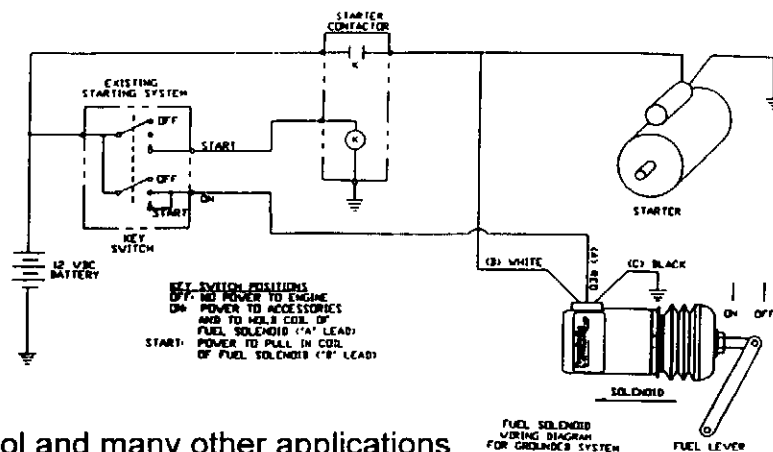 STARTER
CONTACTOR
K
EXISTING
STARTING SYSTEM
OFF
START
K
OFF
START
ON
KEY
SWITCH
12 VDC
BATTERY
STARTER
(B) WHITE
(A) RED
(C) BLACK
KEY SWITCH POSITIONS
OFF: NO POWER TO ENGINE
ON: POWER TO ACCESSORIES
AND TO HOLD COIL OF
FUEL SOLENOID ("A" LEAD)
START: POWER TO PULL IN COIL
OF FUEL SOLENOID ("B" LEAD)
ON OFF
SOLENOID
FUEL SOLENOID
WIRING DIAGRAM
FOR GROUNDED SYSTEM
FUEL LEVER
ol and many other applications